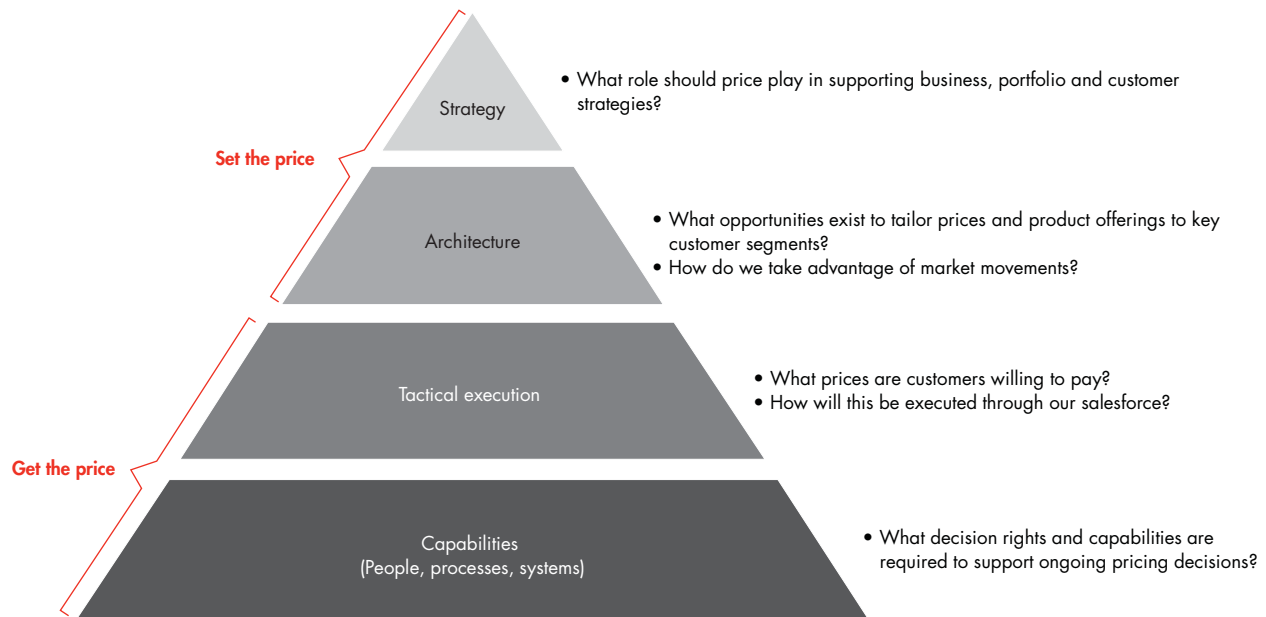 Strategy
• What role should price play in supporting business, portfolio and customer
strategies?
Set the price
Architecture
• What opportunities exist to tailor prices and product offerings to key
customer segments?
• How do we take advantage of market movements?
Tactical execution
• What prices are customers willing to pay?
• How will this be executed through our salesforce?
Get the price
Capabilities
(People, processes, systems)
• What decision rights and capabilities are
required to support ongoing pricing decisions?